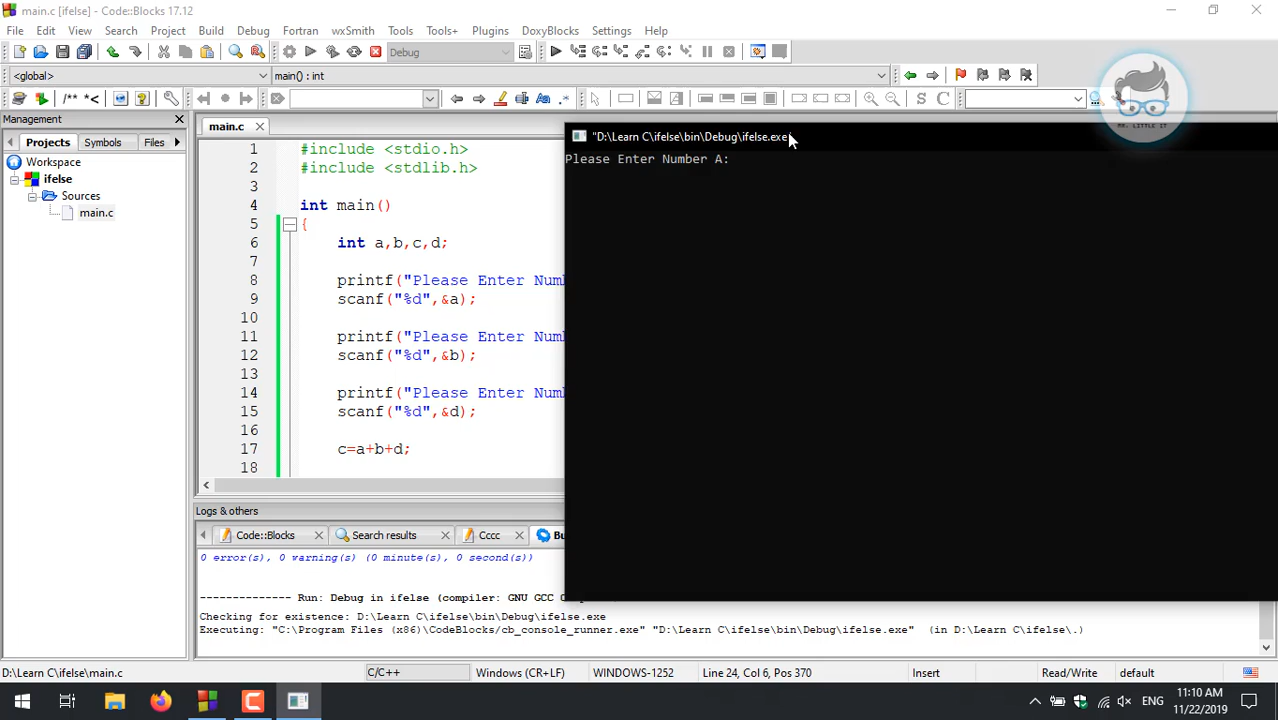 main.c [ifelse] - Code::Blocks 17.12
File Edit View Search Project Build Debug Fortran wxSmith Tools Tools+ Plugins DoxyBlocks Settings Help
Debug
<global> main() : int
/** *<
S C
MR. LITTLE IT
Management
Projects Symbols Files
Workspace
ifelse
Sources
main.c
main.c
1 #include <stdio.h>
2 #include <stdlib.h>
3
4 int main()
5 {
6 int a,b,c,d;
7
8 printf("Please Enter Num
9 scanf("%d",&a);
10
11 printf("Please Enter Num
12 scanf("%d",&b);
13
14 printf("Please Enter Num
15 scanf("%d",&d);
16
17 c=a+b+d;
18
"D:\Learn C\ifelse\bin\Debug\ifelse.exe"
Please Enter Number A:
Logs & others
Code::Blocks Search results Cccc
0 error(s), 0 warning(s) (0 minute(s), 0 second(s))
-------------- Run: Debug in ifelse (compiler: GNU GCC
Checking for existence: D:\Learn C\ifelse\bin\Debug\ifelse.exe
Executing: "C:\Program Files (x86)\CodeBlocks/cb_console_runner.exe" "D:\Learn C\ifelse\bin\Debug\ifelse.exe" (in D:\Learn C\ifelse\.)
D:\Learn C\ifelse\main.c C/C++ Windows (CR+LF) WINDOWS-1252 Line 24, Col 6, Pos 370 Insert Read/Write default
ENG
11:10 AM
11/22/2019